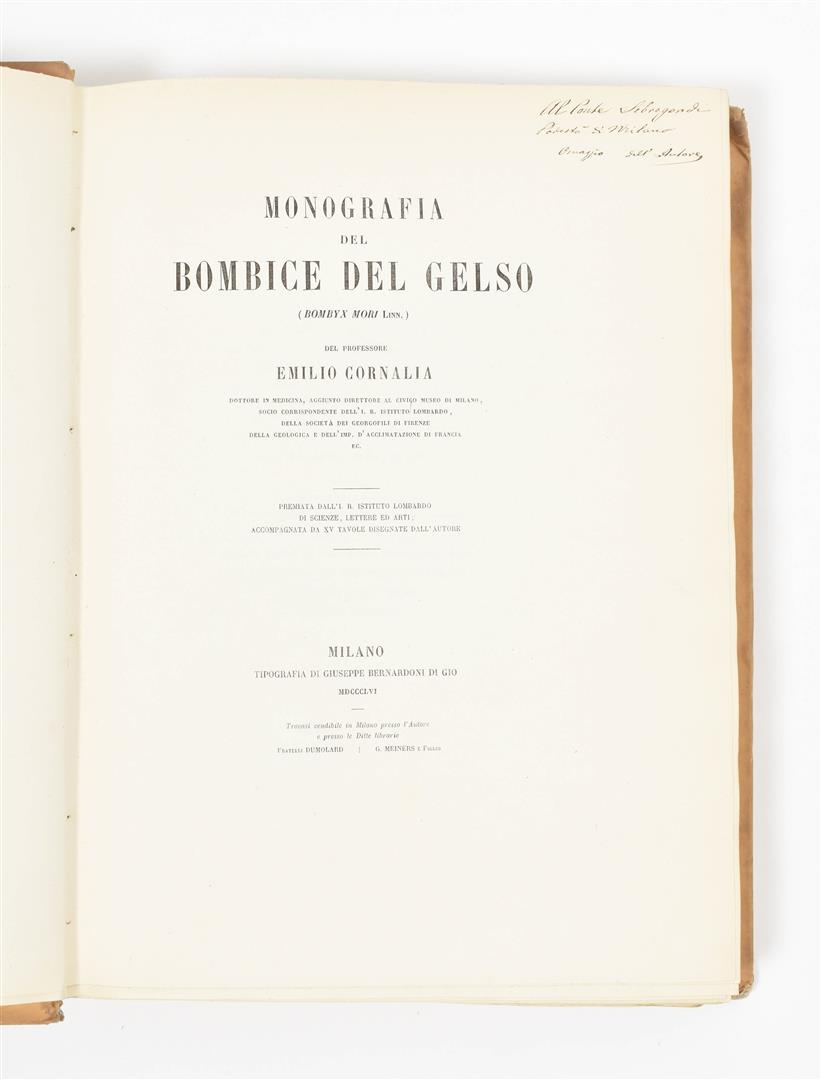 Al Conte Sebregondi
Podestà di Milano
Omaggio dell' Autore
MONOGRAFIA
DEL
BOMBICE DEL GELSO
( BOMBYX MORI LINN. )
DEL PROFESSORE
EMILIO CORNALIA
DOTTORE IN MEDICINA, AGGIUNTO DIRETTORE AL CIVICO MUSEO DI MILANO,
SOCIO CORRISPONDENTE DELL'I. R. ISTITUTO LOMBARDO,
DELLA SOCIETÀ DEI GEORGOFILI DI FIRENZE
DELLA GEOLOGICA E DELL'IMP. D'ACCLIMATAZIONE DI FRANCIA
EC.
PREMIATA DALL'I. R. ISTITUTO LOMBARDO
DI SCIENZE, LETTERE ED ARTI;
ACCOMPAGNATA DA XV TAVOLE DISEGNATE DALL'AUTORE
MILANO
TIPOGRAFIA DI GIUSEPPE BERNARDONI DI GIO
MDCCCLVI
Trovasi vendibile in Milano presso l'Autore
e presso le Ditte librarie
FRATELLI DUMOLARD | G. MEINERS E FIGLIO